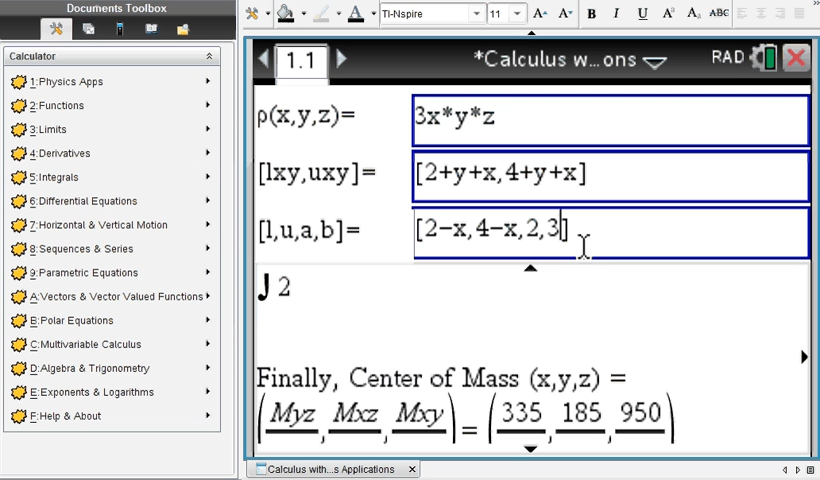 Documents Toolbox
Calculator
1:Physics Apps
2:Functions
3:Limits
4:Derivatives
5:Integrals
6:Differential Equations
7:Horizontal & Vertical Motion
8:Sequences & Series
9:Parametric Equations
A:Vectors & Vector Valued Functions
B:Polar Equations
C:Multivariable Calculus
D:Algebra & Trigonometry
E:Exponents & Logarithms
F:Help & About
TI-Nspire 11 A A B I U A A ABC
1.1 *Calculus w...ons RAD
ρ(x,y,z)= 3x*y*z
[lxy,uxy]= [2+y+x,4+y+x]
[l,u,a,b]= [2−x,4−x,2,3]
∫ 2
Finally, Center of Mass (x,y,z) =
(Myz, Mxz, Mxy) = (335, 185, 950)
Calculus with...s Applications